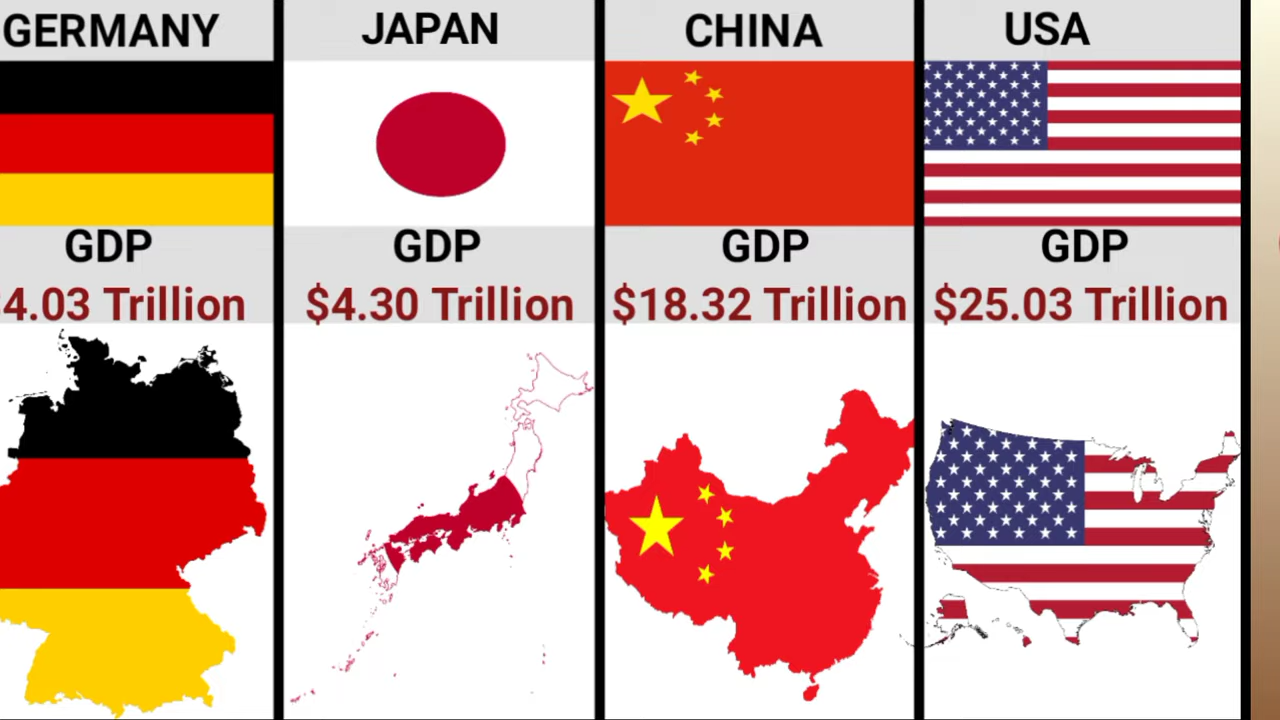 GERMANY
GDP
4.03 Trillion
JAPAN
GDP
$4.30 Trillion
CHINA
GDP
$18.32 Trillion
USA
GDP
$25.03 Trillion